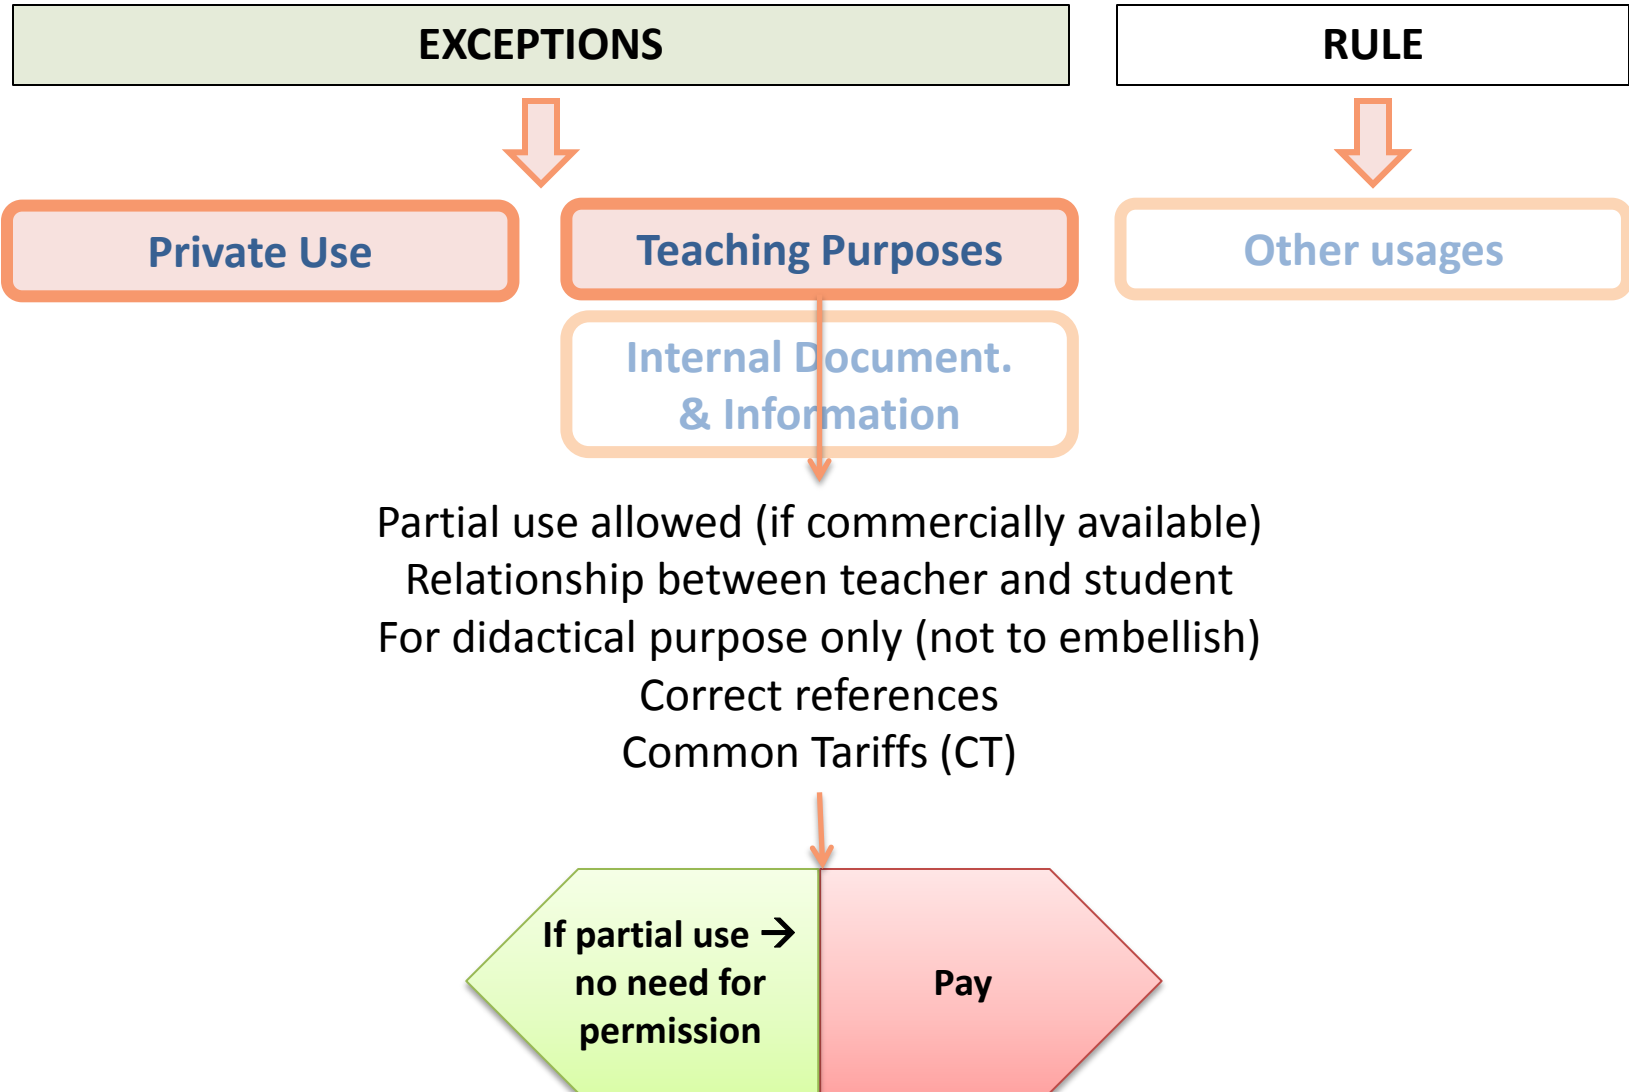 EXCEPTIONS
RULE
Private Use
Teaching Purposes
Other usages
Internal Document.
& Information
Partial use allowed (if commercially available)
Relationship between teacher and student
For didactical purpose only (not to embellish)
Correct references
Common Tariffs (CT)
If partial use →
no need for
permission
Pay